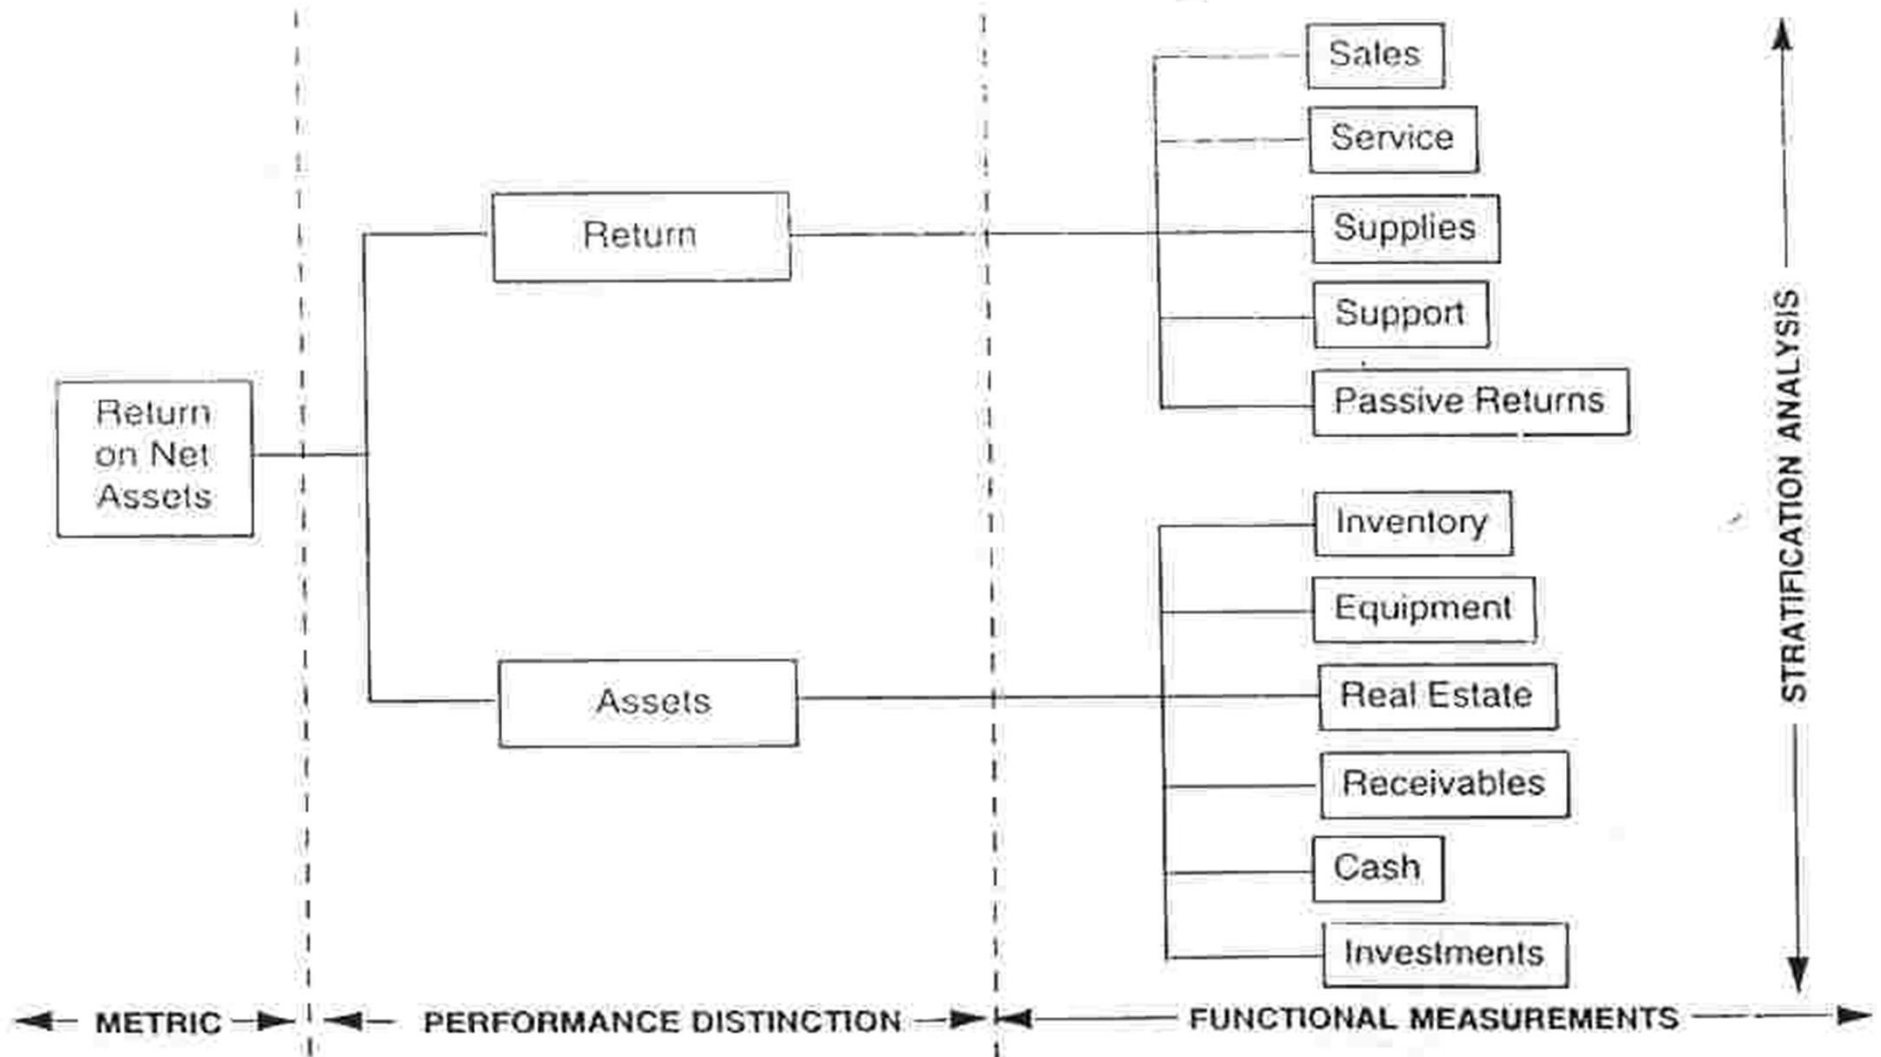 Sales
Service
Return
Supplies
Support
Passive Returns
Return
on Net
Assets
Inventory
Equipment
Assets
Real Estate
Receivables
Cash
Investments
STRATIFICATION ANALYSIS
METRIC
PERFORMANCE DISTINCTION
FUNCTIONAL MEASUREMENTS